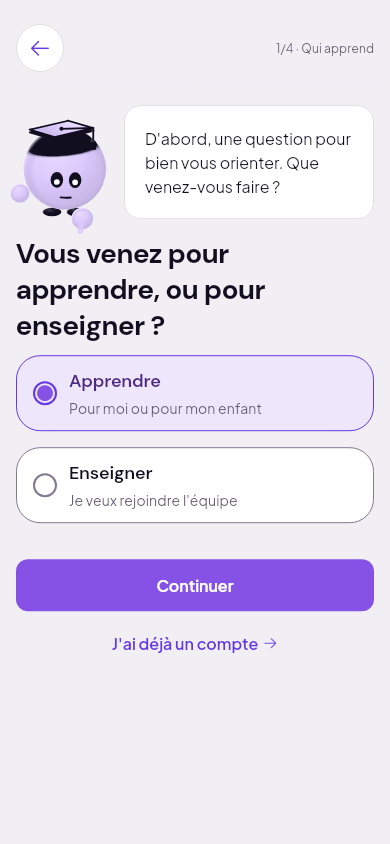 1/4 · Qui apprend
D'abord, une question pour
bien vous orienter. Que
venez-vous faire ?
Vous venez pour
apprendre, ou pour
enseigner ?
Apprendre
Pour moi ou pour mon enfant
Enseigner
Je veux rejoindre l'équipe
Continuer
J'ai déjà un compte →